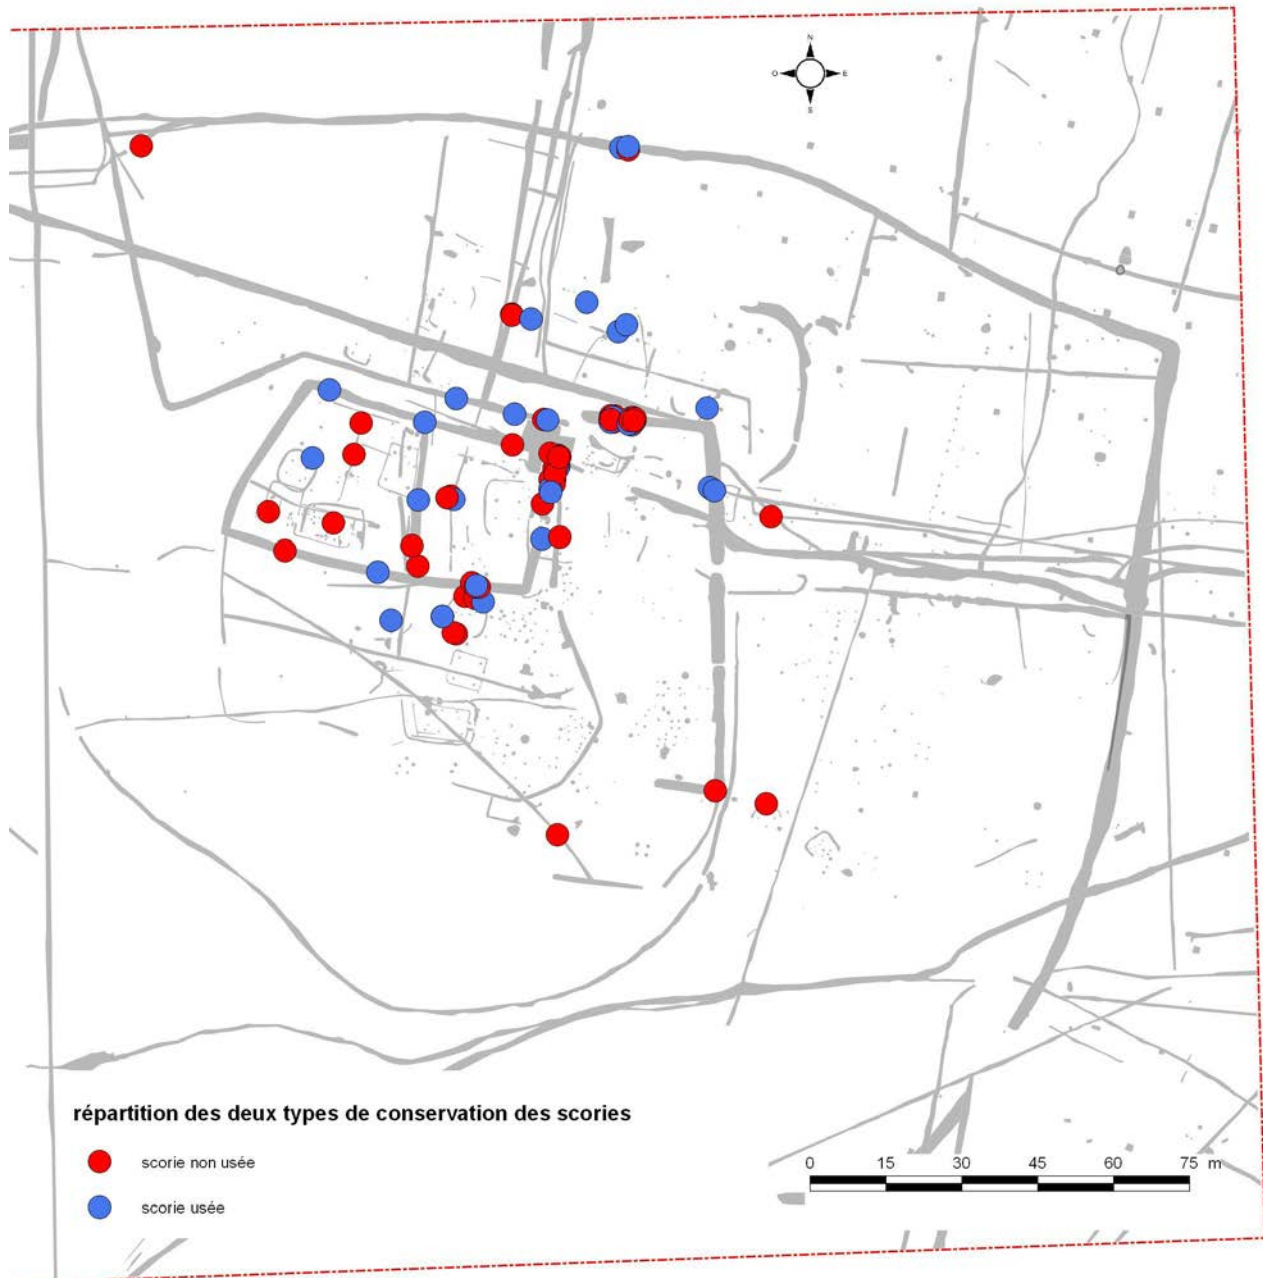 N
O E
S
répartition des deux types de conservation des scories
scorie non usée
scorie usée
0 15 30 45 60 75 m